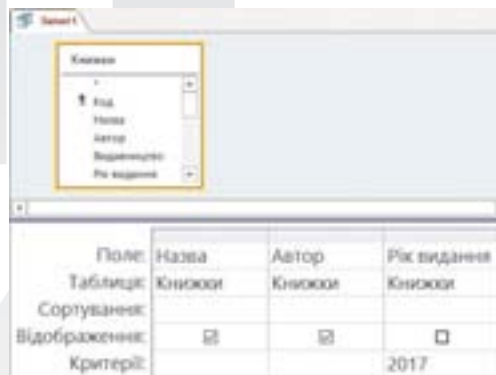 Запит1
Книжки
*
Код
Назва
Автор
Видавництво
Рік видання
Поле: Назва Автор Рік видання
Таблиця: Книжки Книжки Книжки
Сортування:
Відображення:
Критерії: 2017